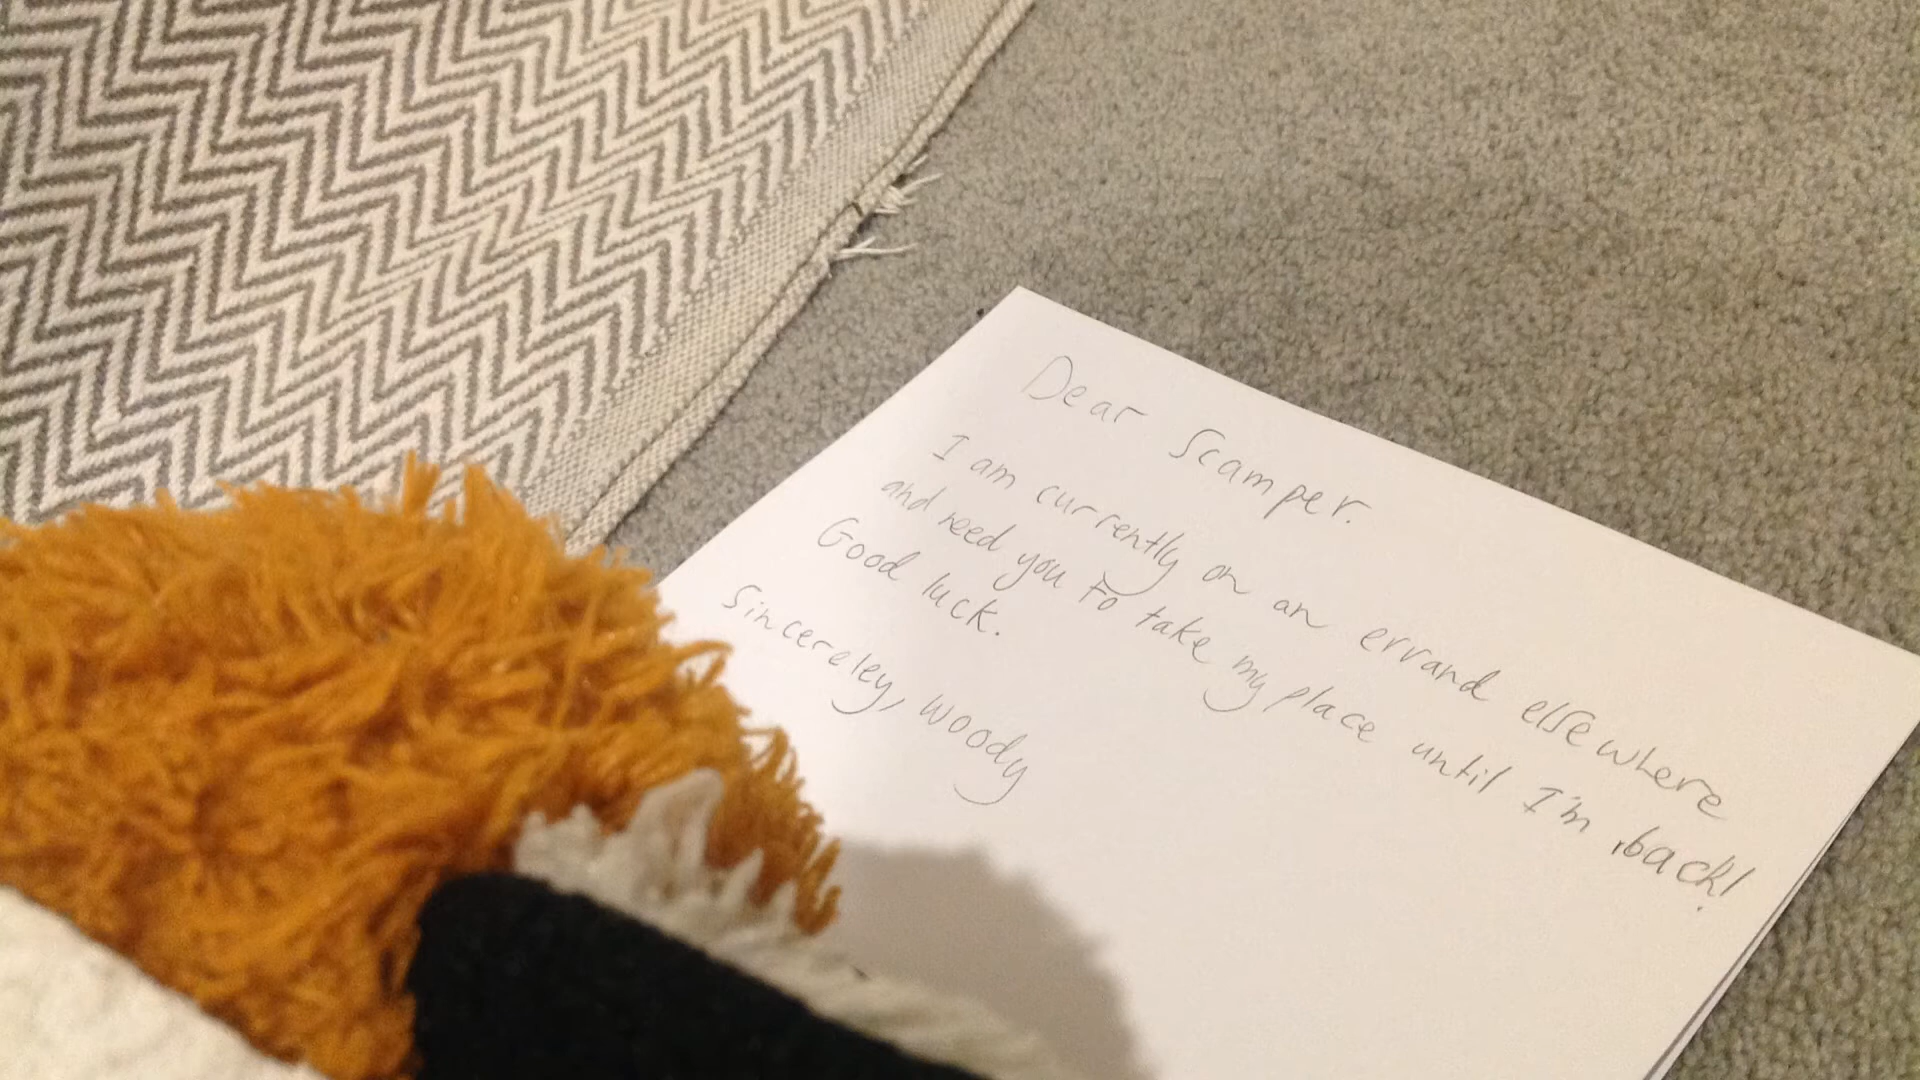 Dear Scamper.
I am currently on an errand elsewhere
and need you to take my place until I'm back!
Good luck.
Sincereley, Woody